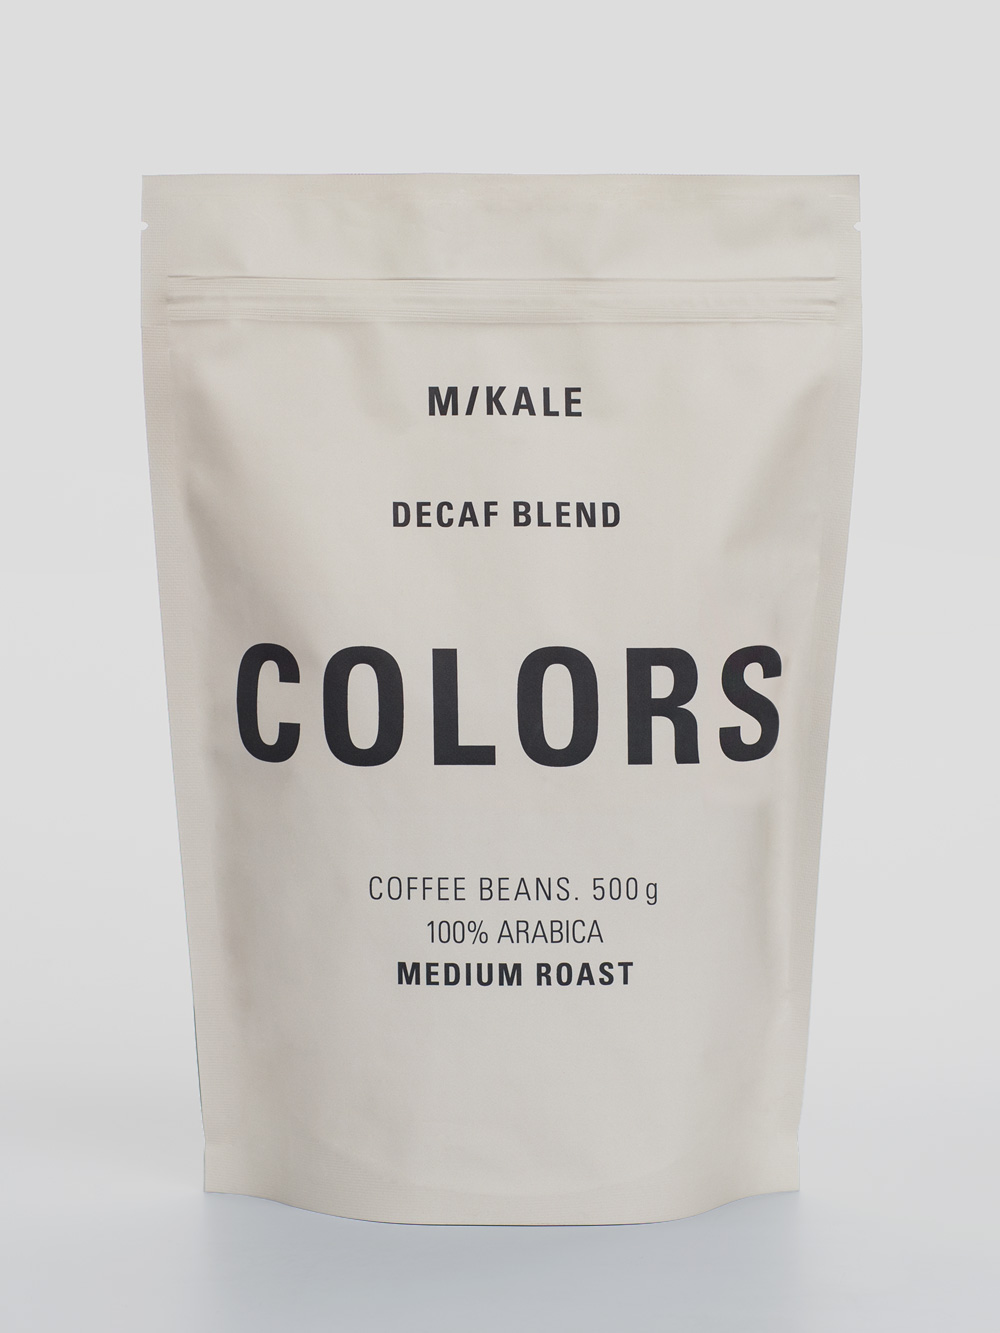 M/KALE
DECAF BLEND
COLORS
COFFEE BEANS. 500 g
100% ARABICA
MEDIUM ROAST